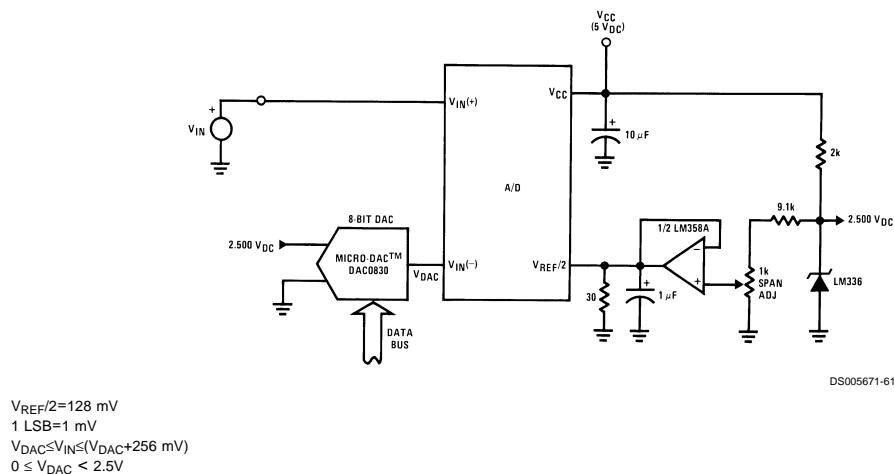 VCC
(5 VDC)
VIN(+)
VCC
+
VIN
+
10 μF
2k
A/D
9.1k
8-BIT DAC
1/2 LM358A
2.500 VDC
2.500 VDC
MICRO-DAC™
DAC0830
VIN(−)
VDAC
VREF/2
−
+
1k
SPAN
ADJ
LM336
30
+
1 μF
DATA
BUS
DS005671-61
VREF/2=128 mV
1 LSB=1 mV
VDAC≤VIN≤(VDAC+256 mV)
0 ≤ VDAC < 2.5V